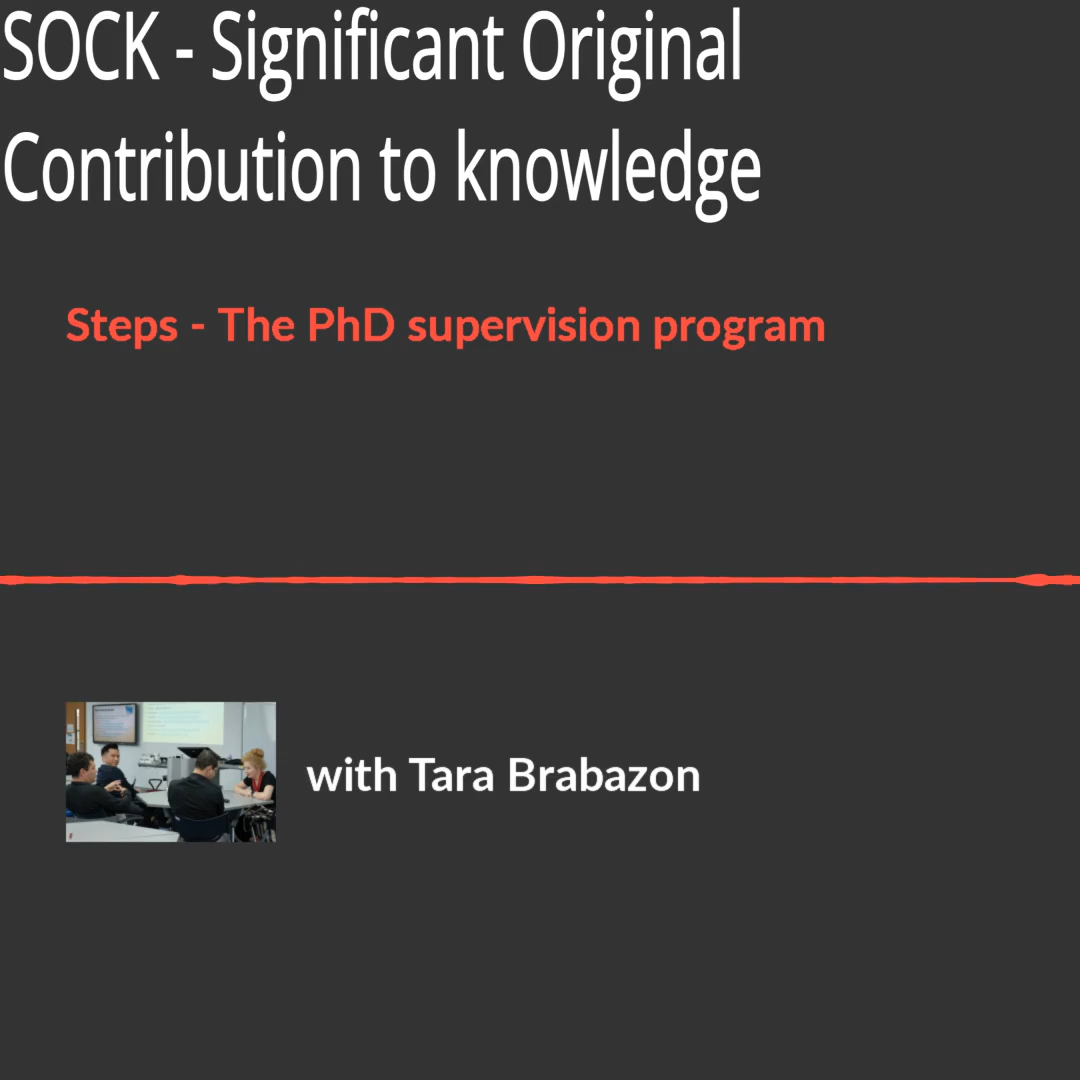 SOCK - Significant Original
Contribution to knowledge
Steps - The PhD supervision program
with Tara Brabazon